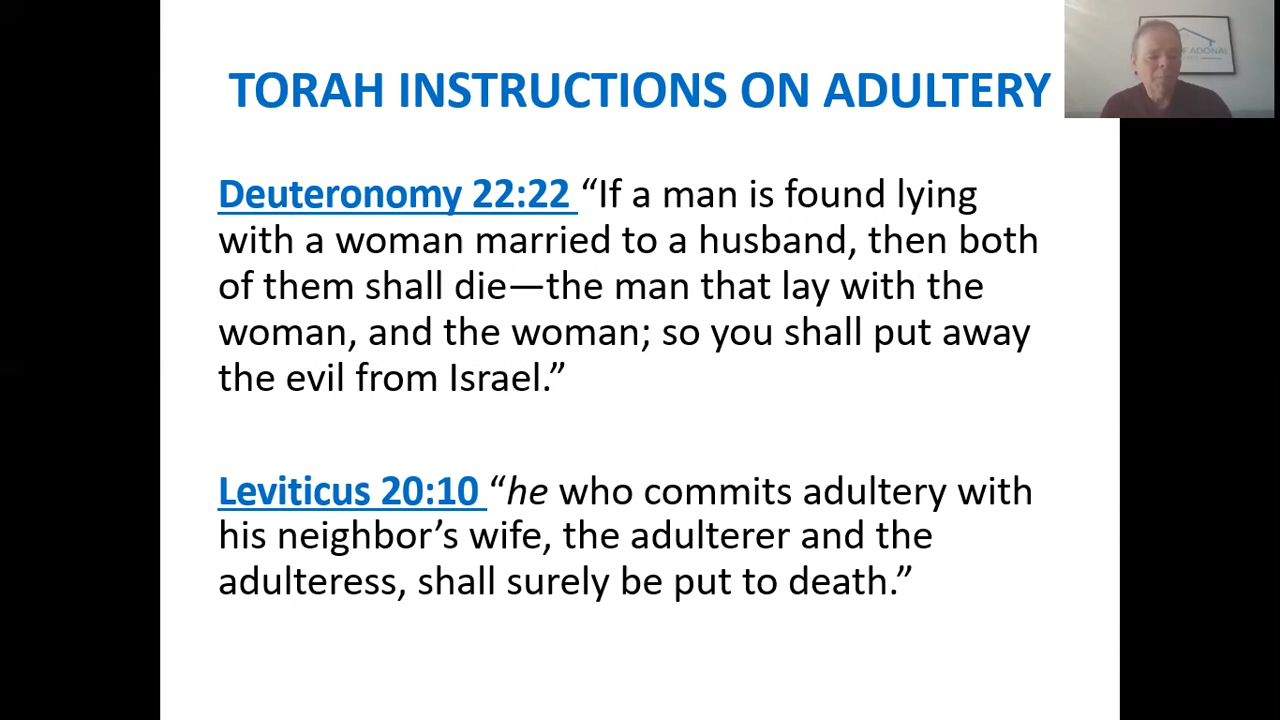 TORAH INSTRUCTIONS ON ADULTERY
Deuteronomy 22:22 “If a man is found lying
with a woman married to a husband, then both
of them shall die—the man that lay with the
woman, and the woman; so you shall put away
the evil from Israel.”
Leviticus 20:10 “he who commits adultery with
his neighbor’s wife, the adulterer and the
adulteress, shall surely be put to death.”
ADONAI